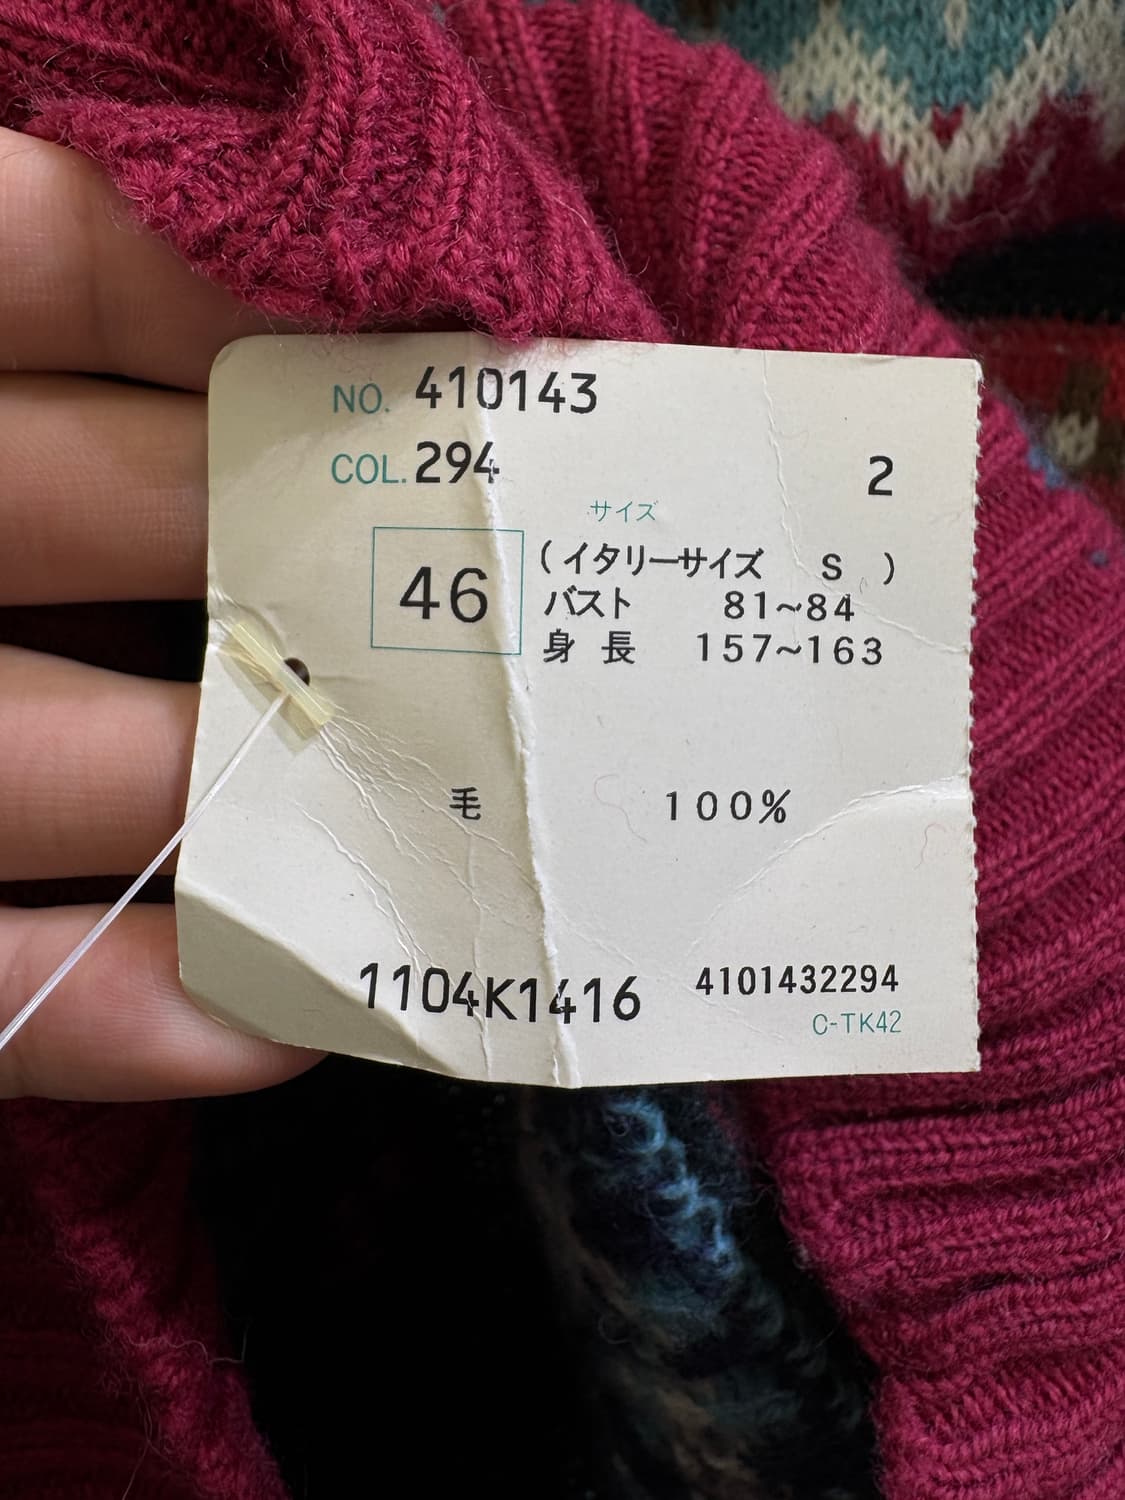 NO. 410143
COL. 294
2
サイズ
46
(イタリーサイズ S )
バスト 81~84
身長 157~163
毛 100%
1104K1416
4101432294
C-TK42